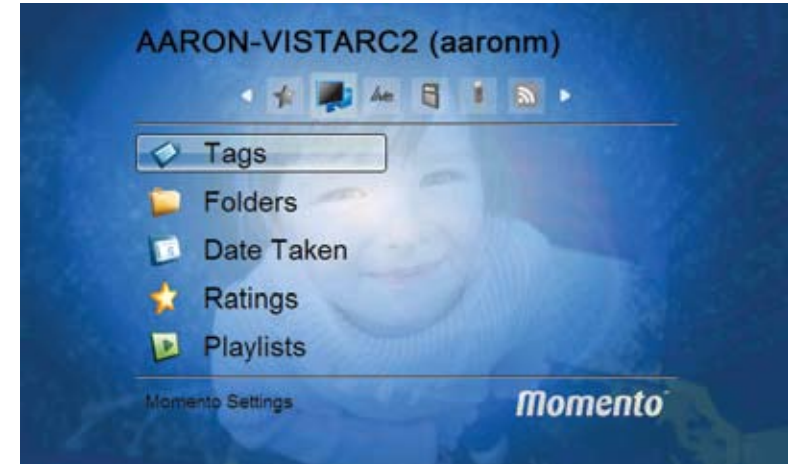 AARON-VISTARC2 (aaronm)
Tags
Folders
Date Taken
Ratings
Playlists
Momento Settings
Momento